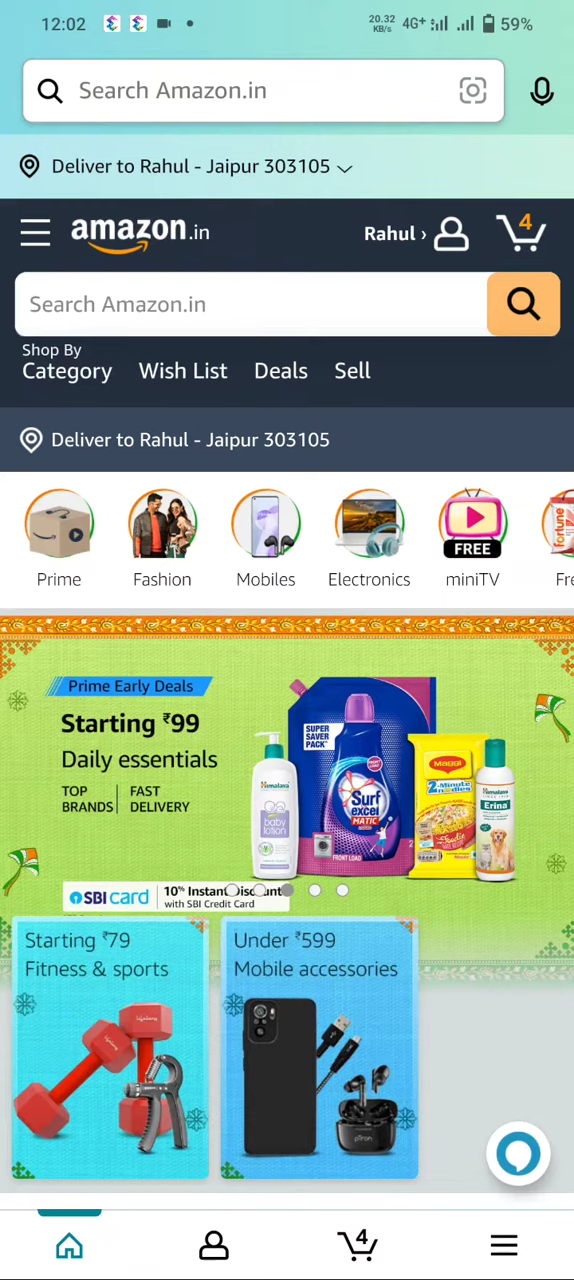 12:02
20.32 KB/s 4G+ 59%
Search Amazon.in
Deliver to Rahul - Jaipur 303105
amazon.in
Rahul ›
4
Search Amazon.in
Shop By
Category Wish List Deals Sell
Deliver to Rahul - Jaipur 303105
fortune
FREE
Prime Fashion Mobiles Electronics miniTV Fre
Prime Early Deals
Starting ₹99
Daily essentials
TOP BRANDS | FAST DELIVERY
SUPER SAVER PACK
Himalaya
baby lotion
Surf excel
MATIC
FRONT LOAD
Maggi
2-Minute Noodles
Himalaya
Erina
SBI card
10% Instant Discount
with SBI Credit Card
Starting ₹79
Fitness & sports
Under ₹599
Mobile accessories
pTron
4